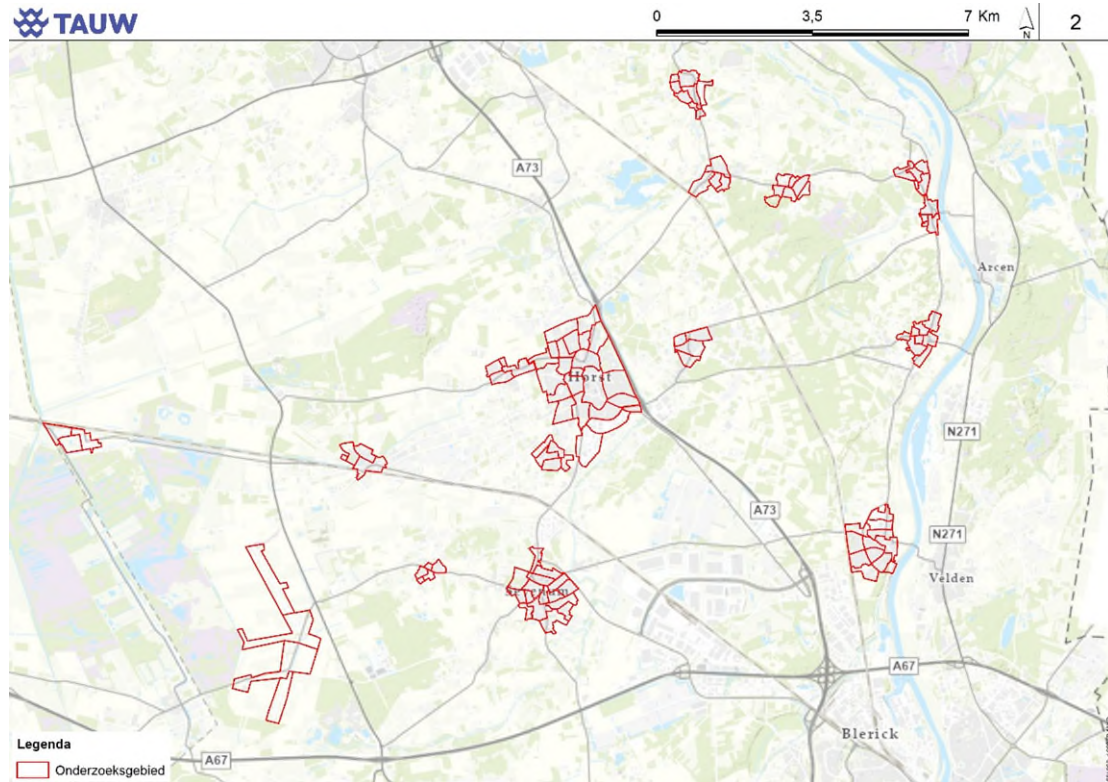 TAUW
0 3,5 7 Km
N
2
A73
Arcen
Horst
N271
A73
N271
Velden
A67
Blerick
Legenda
A67
Onderzoeksgebied